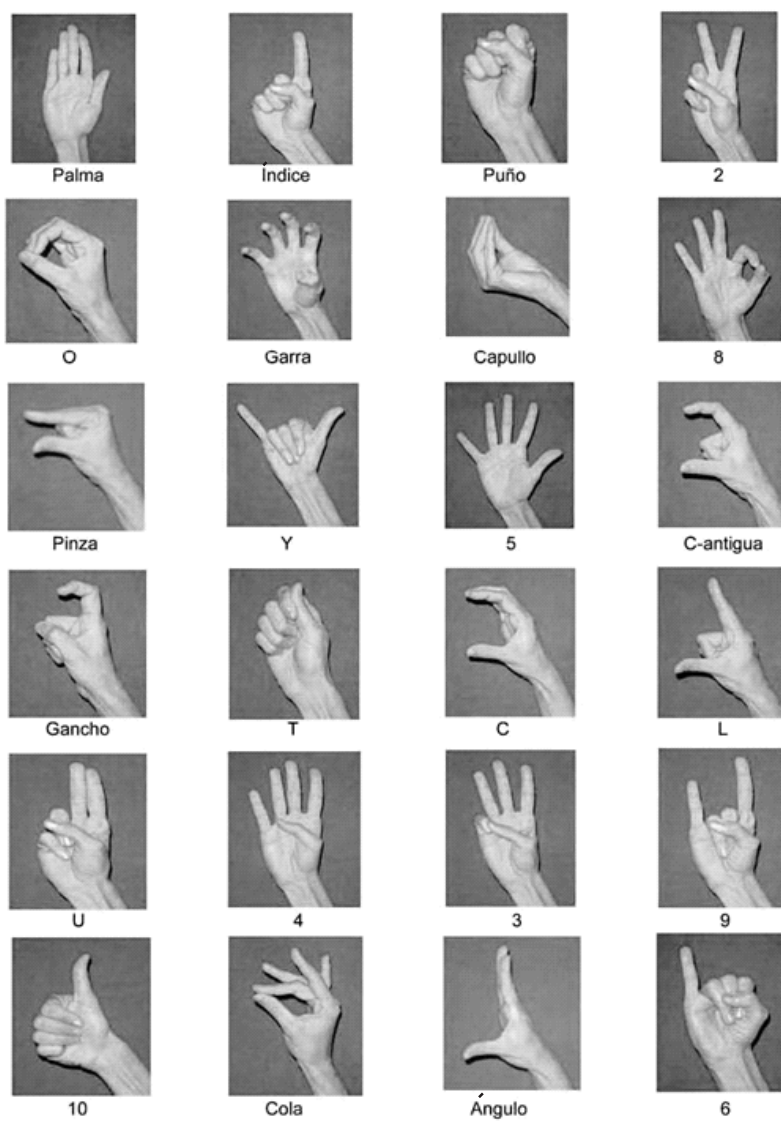 Palma
Índice
Puño
2
O
Garra
Capullo
8
Pinza
Y
5
C-antigua
Gancho
T
C
L
U
4
3
9
10
Cola
Ángulo
6